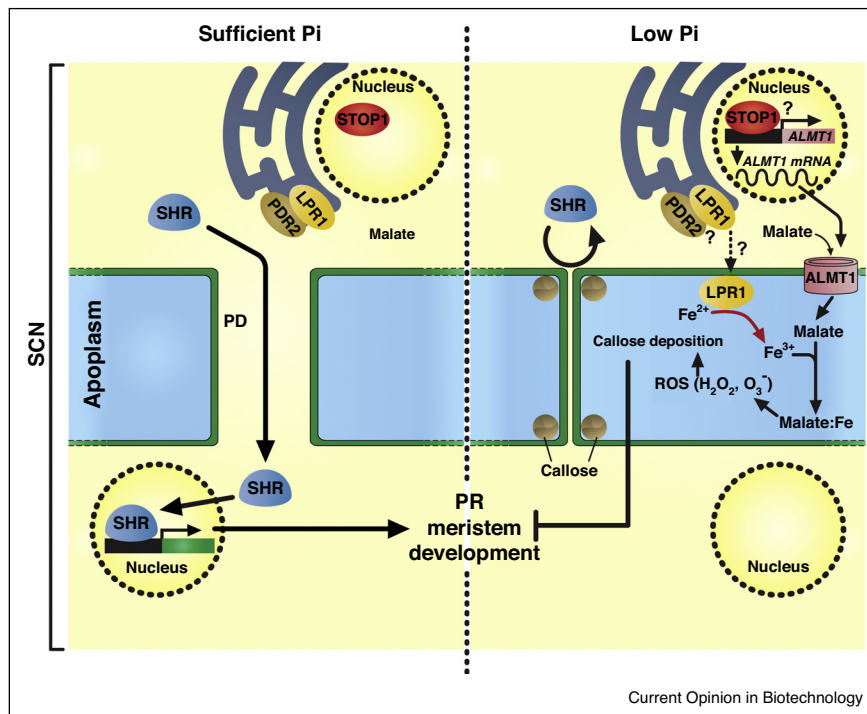 Sufficient Pi
Low Pi
SCN
Nucleus
STOP1
PDR2
LPR1
SHR
Malate
PD
Apoplasm
SHR
SHR
Nucleus
PR
meristem
development
Nucleus
STOP1
?
ALMT1
ALMT1 mRNA
SHR
PDR2
LPR1
?
?
Malate
ALMT1
LPR1
Fe²⁺
Malate
Callose deposition
Fe³⁺
ROS (H₂O₂, O₃⁻)
Malate:Fe
Callose
Nucleus
Current Opinion in Biotechnology